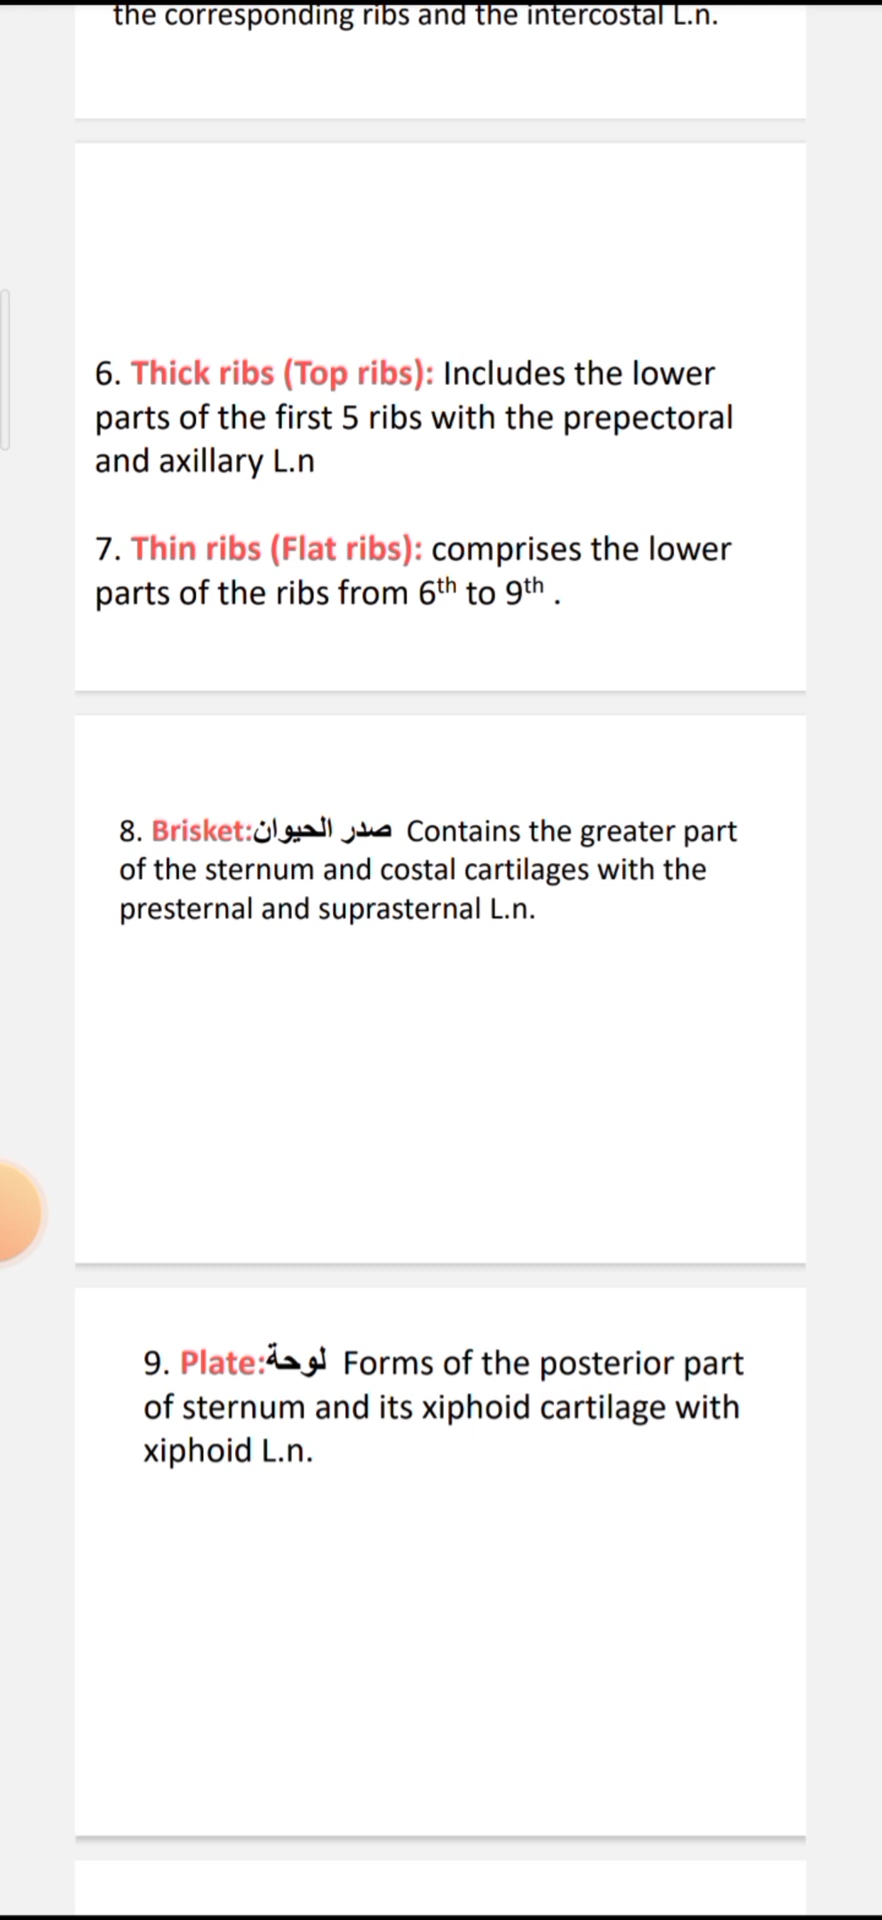 the corresponding ribs and the intercostal L.n.
6. Thick ribs (Top ribs): Includes the lower
parts of the first 5 ribs with the prepectoral
and axillary L.n
7. Thin ribs (Flat ribs): comprises the lower
parts of the ribs from 6th to 9th .
8. Brisket:صدر الحيوان Contains the greater part
of the sternum and costal cartilages with the
presternal and suprasternal L.n.
9. Plate:لوحة Forms of the posterior part
of sternum and its xiphoid cartilage with
xiphoid L.n.